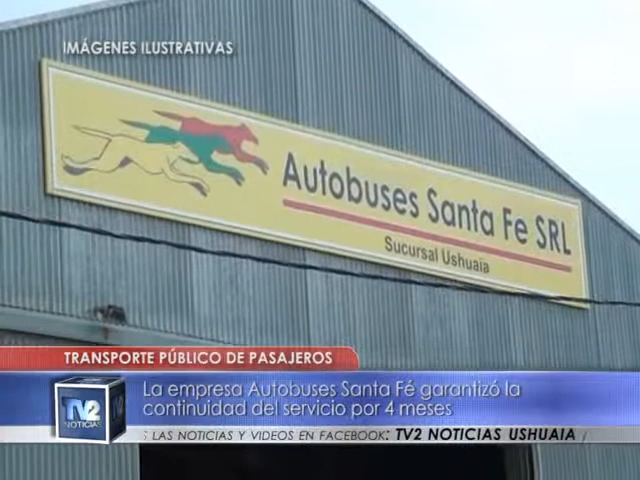 IMÁGENES ILUSTRATIVAS
Autobuses Santa Fe SRL
Sucursal Ushuaïa
TRANSPORTE PÚBLICO DE PASAJEROS
La empresa Autobuses Santa Fé garantizó la
continuidad del servicio por 4 meses
TV2
NOTICIAS
S LAS NOTICIAS Y VIDEOS EN FACEBOOK: TV2 NOTICIAS USHUAIA /